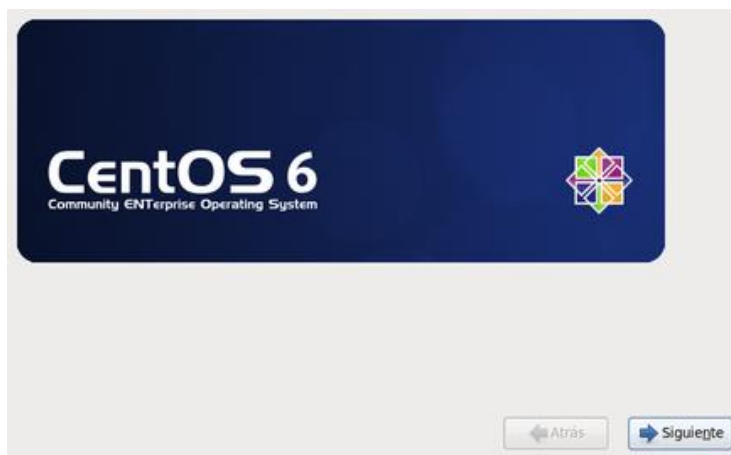 CentOS 6
Community ENTerprise Operating System
Atrás
Siguiente